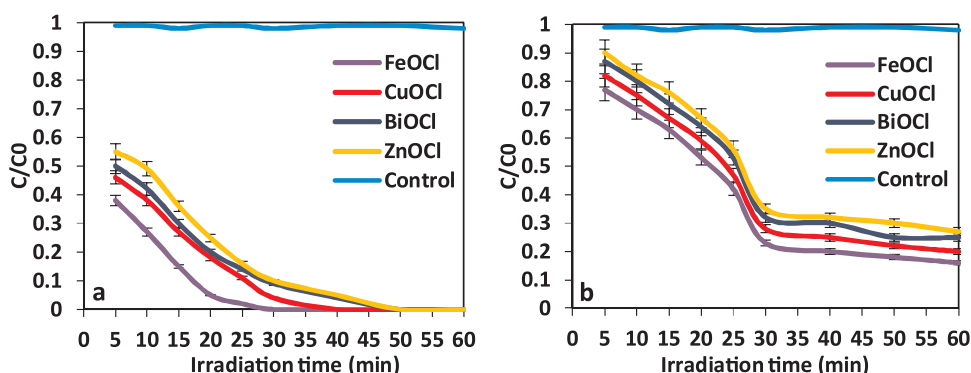 1
0.9
0.8
0.7
0.6
0.5
0.4
0.3
0.2
0.1
0
C/C0
FeOCl
CuOCl
BiOCl
ZnOCl
Control
a
0 5 10 15 20 25 30 35 40 45 50 55 60
Irradiation time (min)
1
0.9
0.8
0.7
0.6
0.5
0.4
0.3
0.2
0.1
0
C/C0
FeOCl
CuOCl
BiOCl
ZnOCl
Control
b
0 5 10 15 20 25 30 35 40 45 50 55 60
Irradiation time (min)